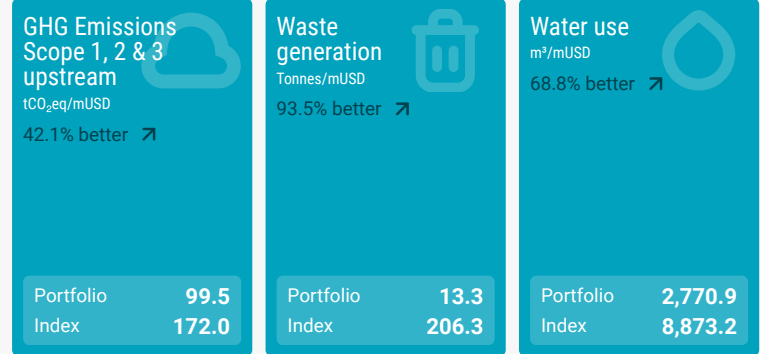 GHG Emissions
Scope 1, 2 & 3
upstream
tCO₂eq/mUSD
42.1% better
Portfolio 99.5
Index 172.0
Waste
generation
Tonnes/mUSD
93.5% better
Portfolio 13.3
Index 206.3
Water use
m³/mUSD
68.8% better
Portfolio 2,770.9
Index 8,873.2